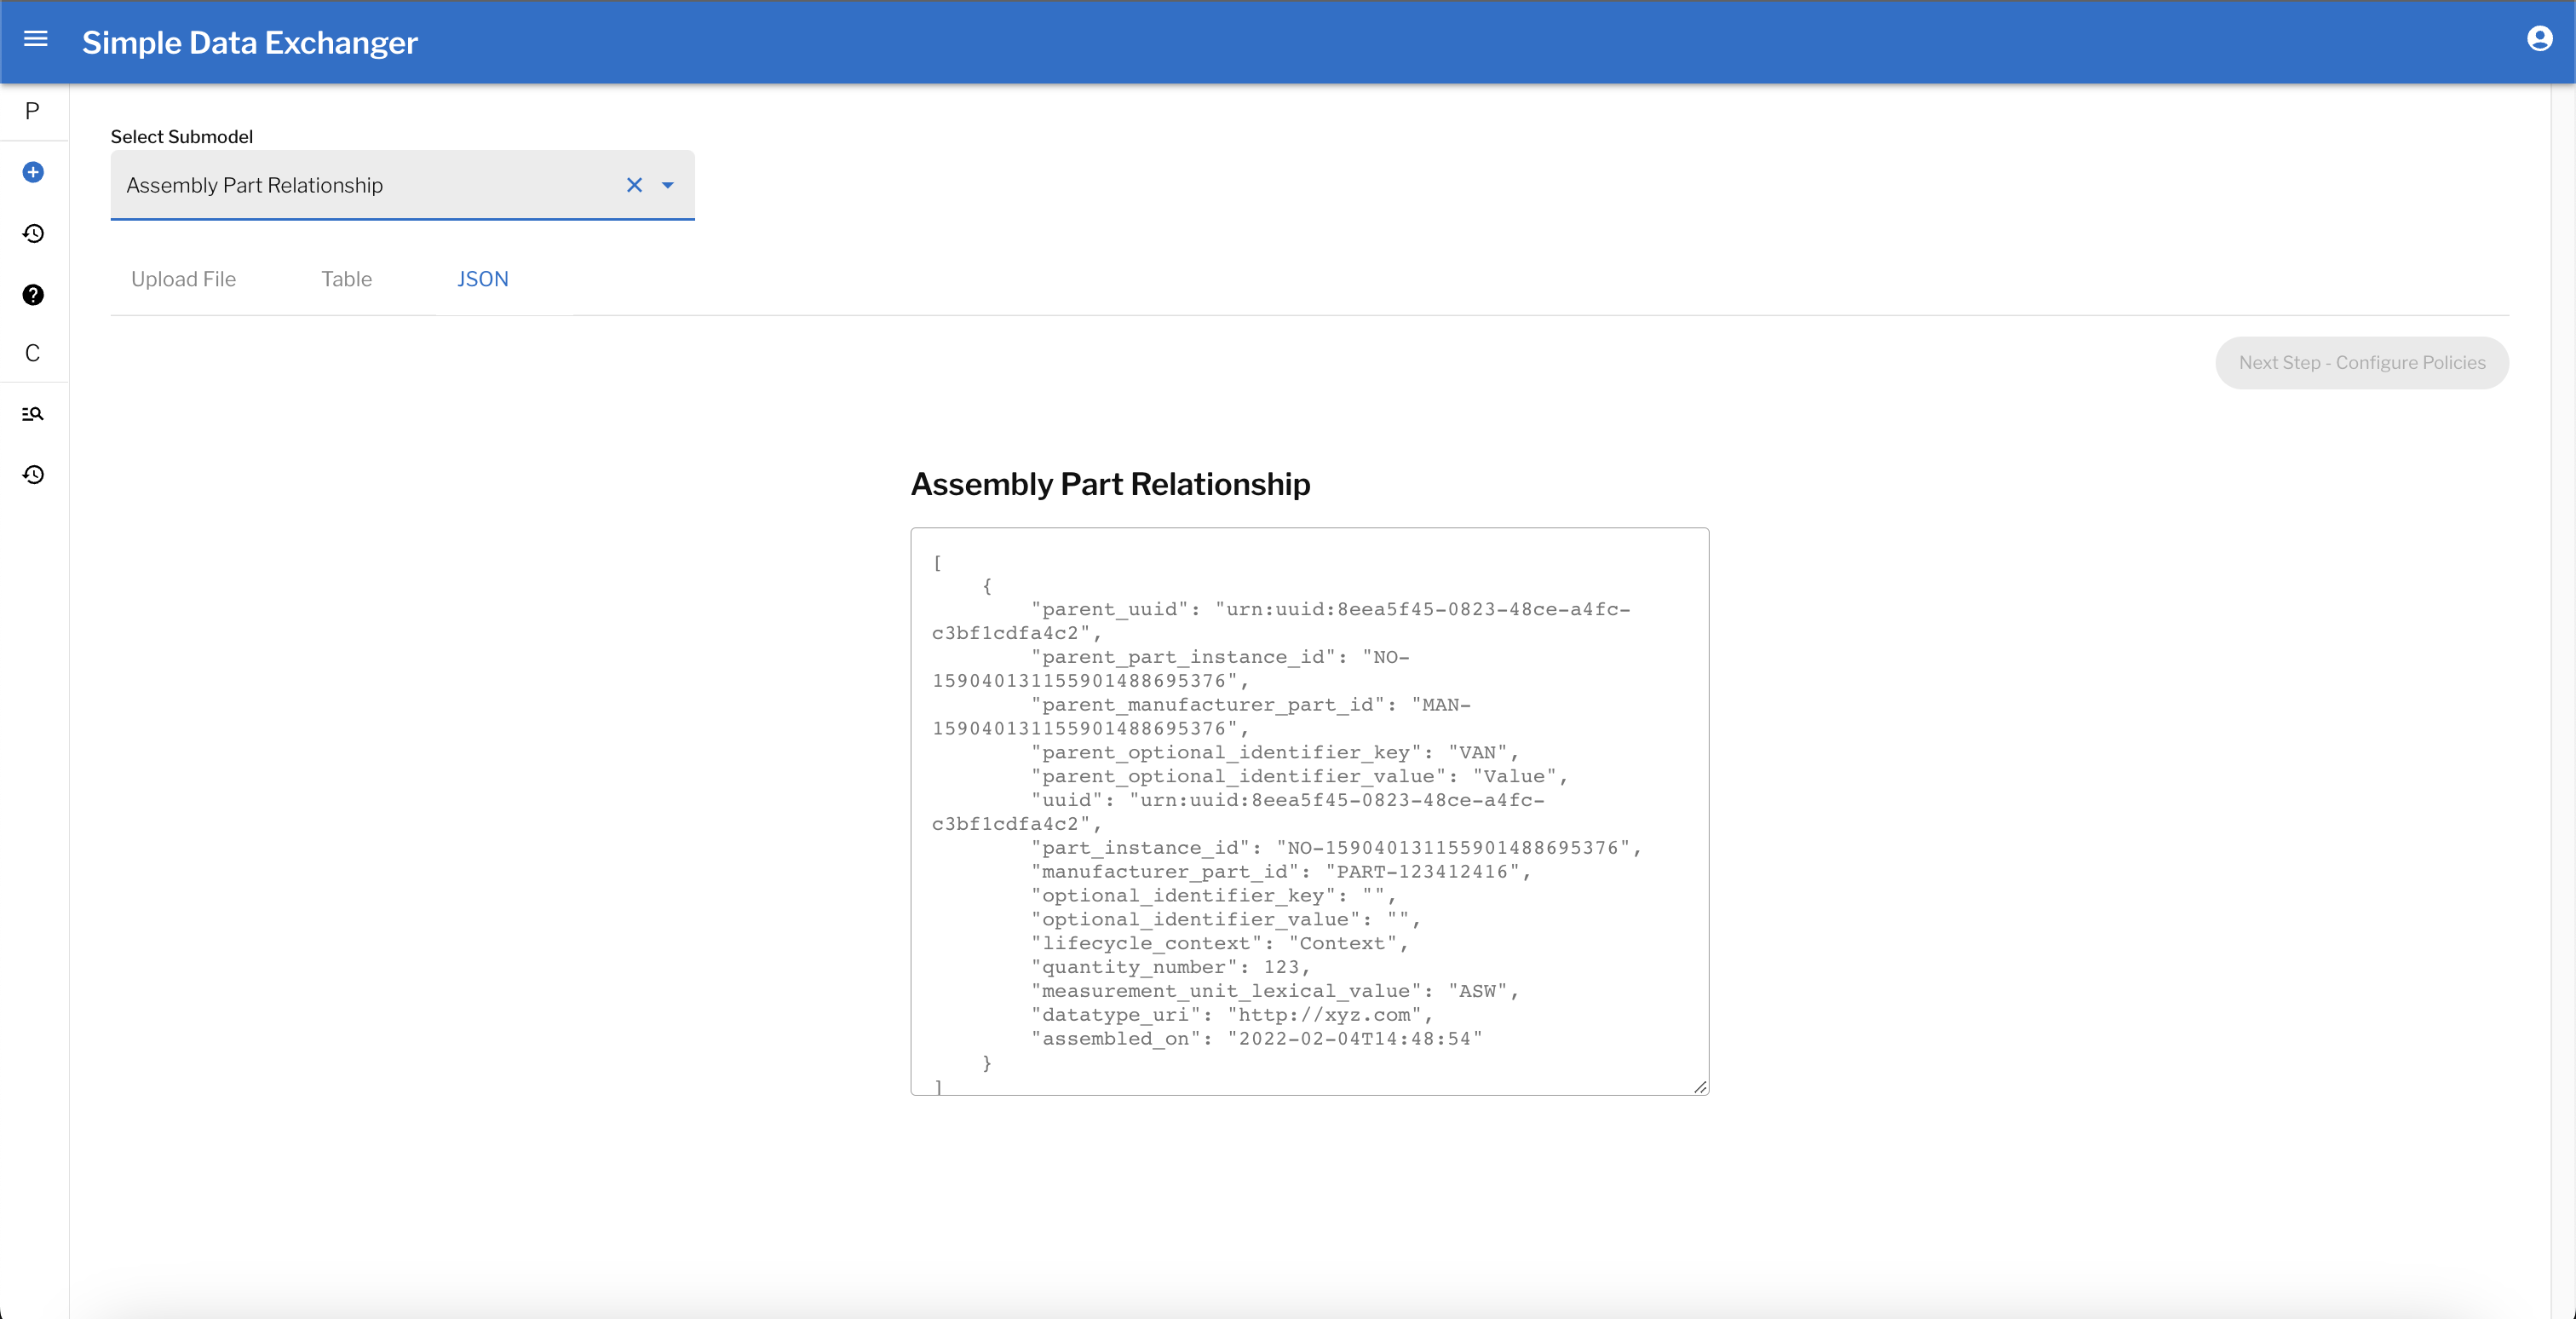 Simple Data Exchanger
P
Select Submodel
Assembly Part Relationship
Upload File
Table
JSON
C
Next Step - Configure Policies
Assembly Part Relationship
[
{
"parent_uuid": "urn:uuid:8eea5f45-0823-48ce-a4fc-
c3bf1cdfa4c2",
"parent_part_instance_id": "NO-
159040131155901488695376",
"parent_manufacturer_part_id": "MAN-
159040131155901488695376",
"parent_optional_identifier_key": "VAN",
"parent_optional_identifier_value": "Value",
"uuid": "urn:uuid:8eea5f45-0823-48ce-a4fc-
c3bf1cdfa4c2",
"part_instance_id": "NO-159040131155901488695376",
"manufacturer_part_id": "PART-123412416",
"optional_identifier_key": "",
"optional_identifier_value": "",
"lifecycle_context": "Context",
"quantity_number": 123,
"measurement_unit_lexical_value": "ASW",
"datatype_uri": "http://xyz.com",
"assembled_on": "2022-02-04T14:48:54"
}
]